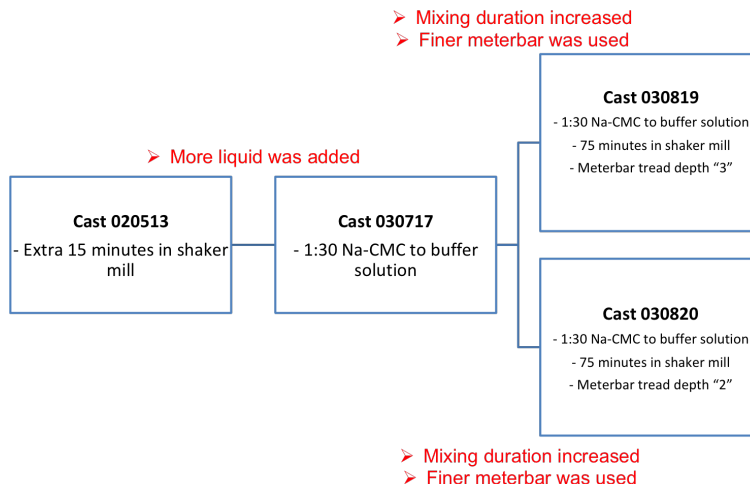 ➢ Mixing duration increased
➢ Finer meterbar was used
➢ More liquid was added
Cast 020513
- Extra 15 minutes in shaker
mill
Cast 030717
- 1:30 Na-CMC to buffer
solution
Cast 030819
- 1:30 Na-CMC to buffer solution
- 75 minutes in shaker mill
- Meterbar tread depth “3”
Cast 030820
- 1:30 Na-CMC to buffer solution
- 75 minutes in shaker mill
- Meterbar tread depth “2”
➢ Mixing duration increased
➢ Finer meterbar was used